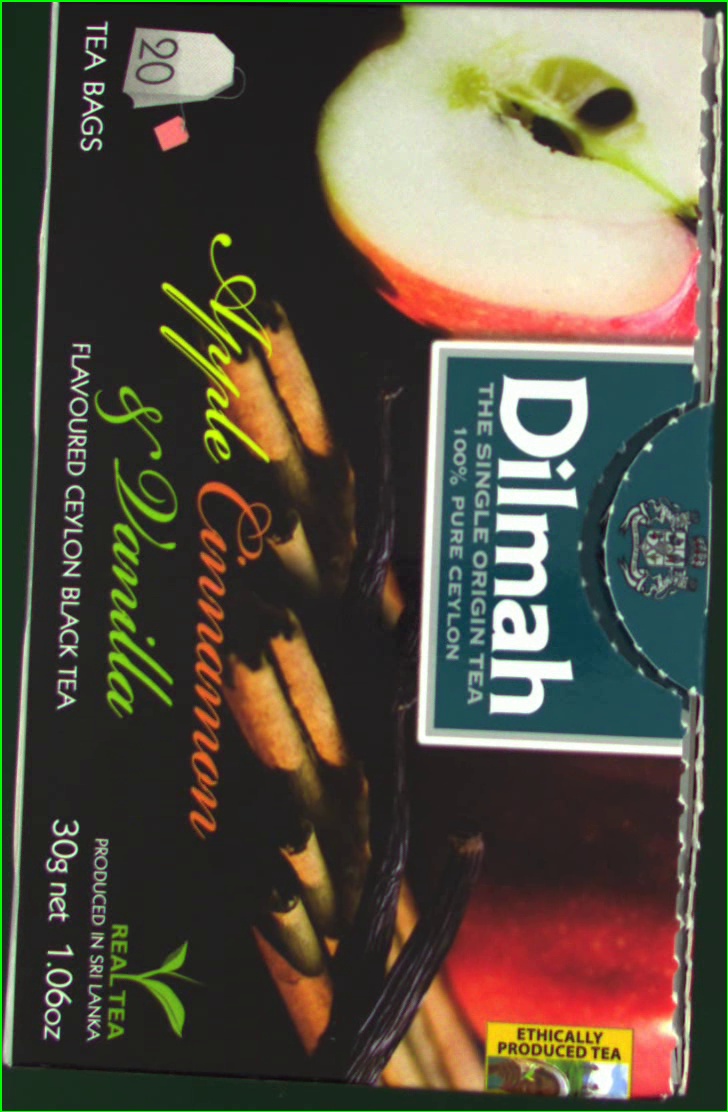 Dilmah
THE SINGLE ORIGIN TEA
100% PURE CEYLON
Apple Cinnamon
& Vanilla
FLAVOURED CEYLON BLACK TEA
20
TEA BAGS
ETHICALLY
PRODUCED TEA
REAL TEA
PRODUCED IN SRI LANKA
30g net 1.06oz